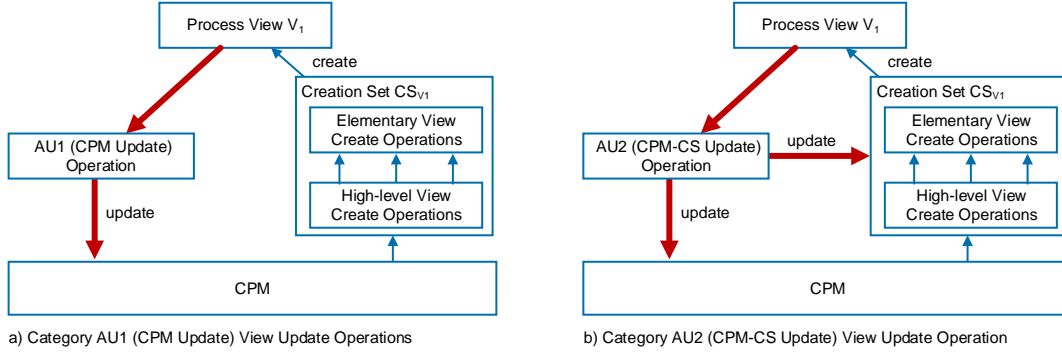 Process View V1
create
Creation Set CSV1
Elementary View
Create Operations
AU1 (CPM Update)
Operation
High-level View
Create Operations
update
CPM
a) Category AU1 (CPM Update) View Update Operations
Process View V1
create
Creation Set CSV1
Elementary View
Create Operations
AU2 (CPM-CS Update)
Operation
update
High-level View
Create Operations
update
CPM
b) Category AU2 (CPM-CS Update) View Update Operation